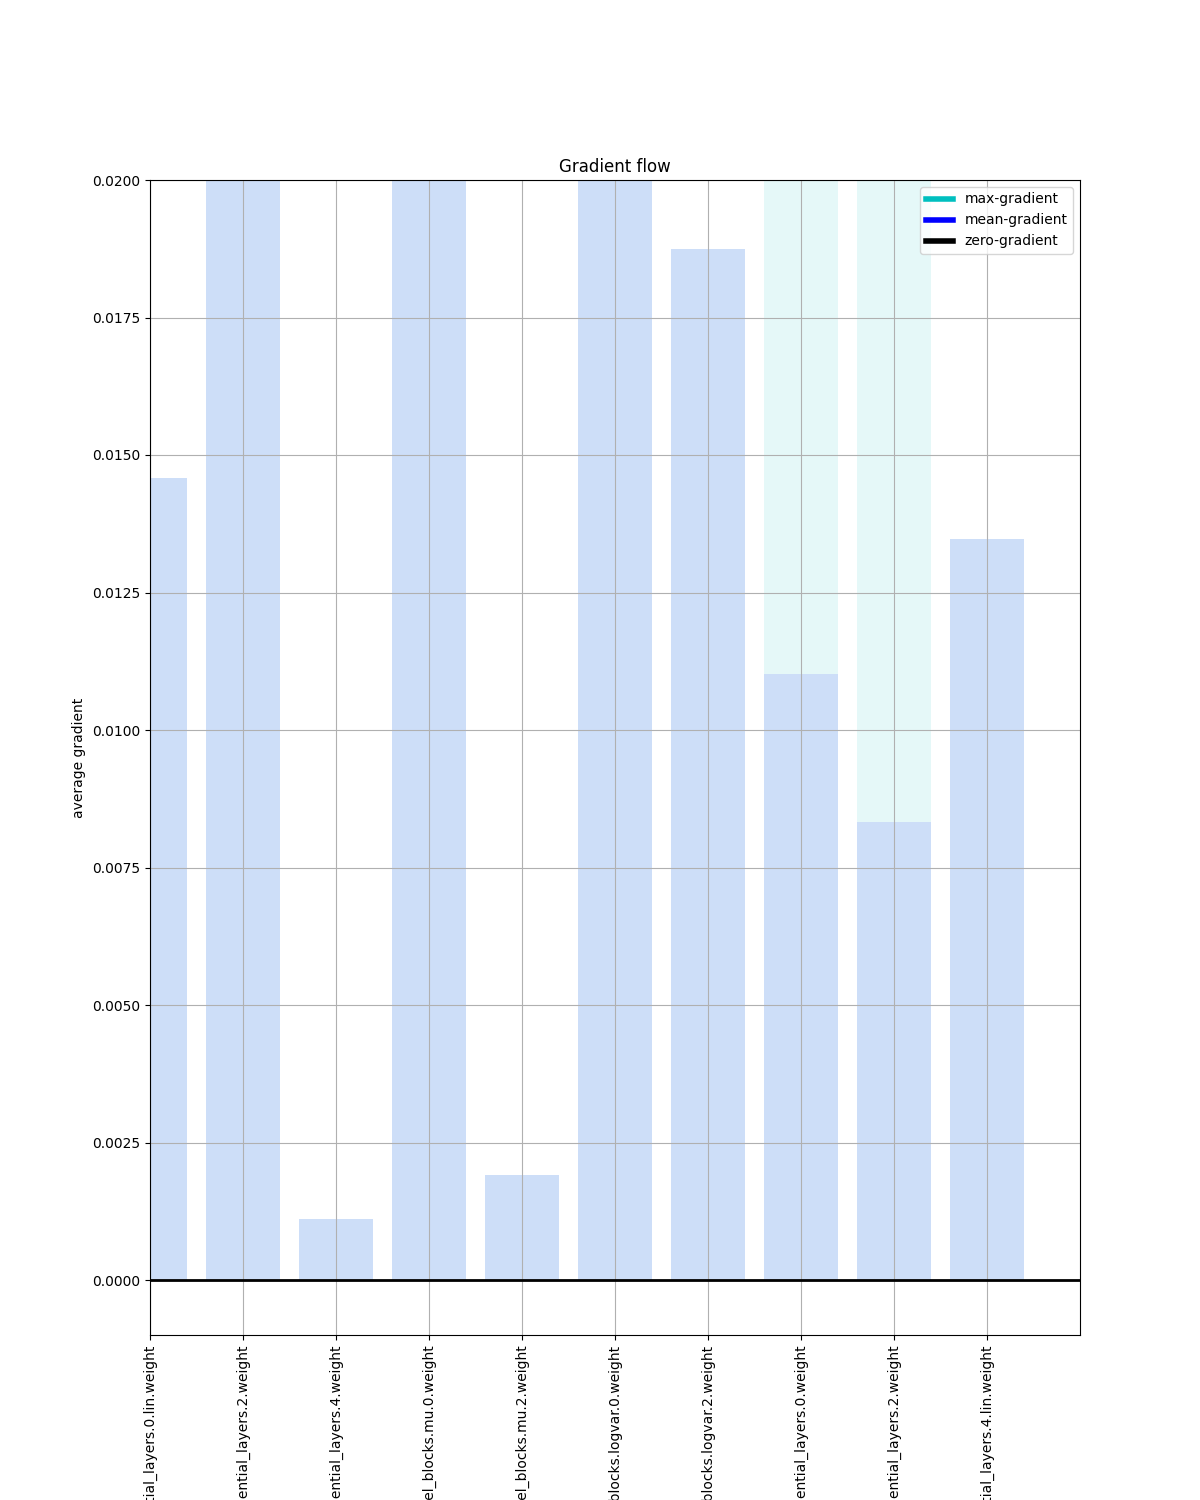 Gradient flow
max-gradient
mean-gradient
zero-gradient
0.0200
0.0175
0.0150
0.0125
0.0100
0.0075
0.0050
0.0025
0.0000
average gradient
tial_layers.0.lin.weight
ential_layers.2.weight
ential_layers.4.weight
el_blocks.mu.0.weight
el_blocks.mu.2.weight
blocks.logvar.0.weight
blocks.logvar.2.weight
ential_layers.0.weight
ential_layers.2.weight
tial_layers.4.lin.weight